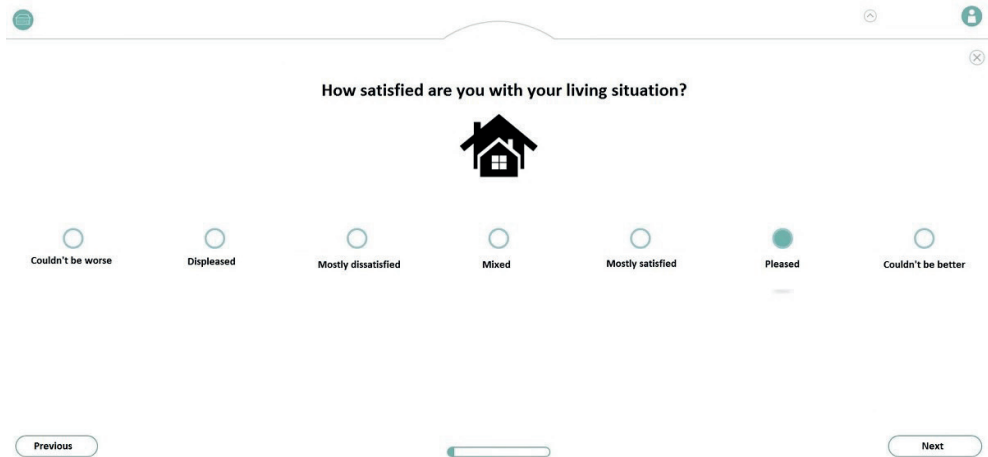 How satisfied are you with your living situation?
Couldn't be worse
Displeased
Mostly dissatisfied
Mixed
Mostly satisfied
Pleased
Couldn't be better
Previous
Next